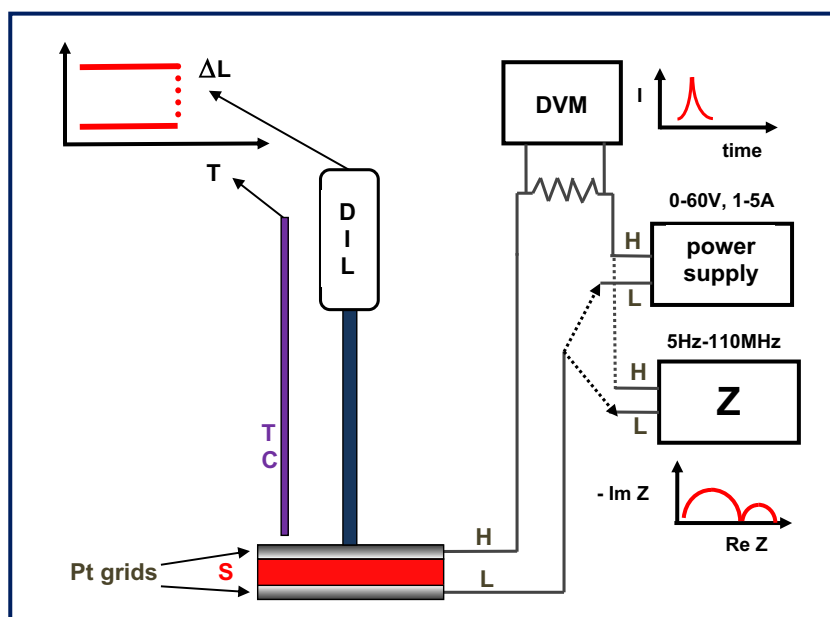 ΔL
T
D
I
L
DVM
I
time
0-60V, 1-5A
H
power
supply
L
5Hz-110MHz
H
Z
L
T
C
- Im Z
Re Z
H
Pt grids
S
L